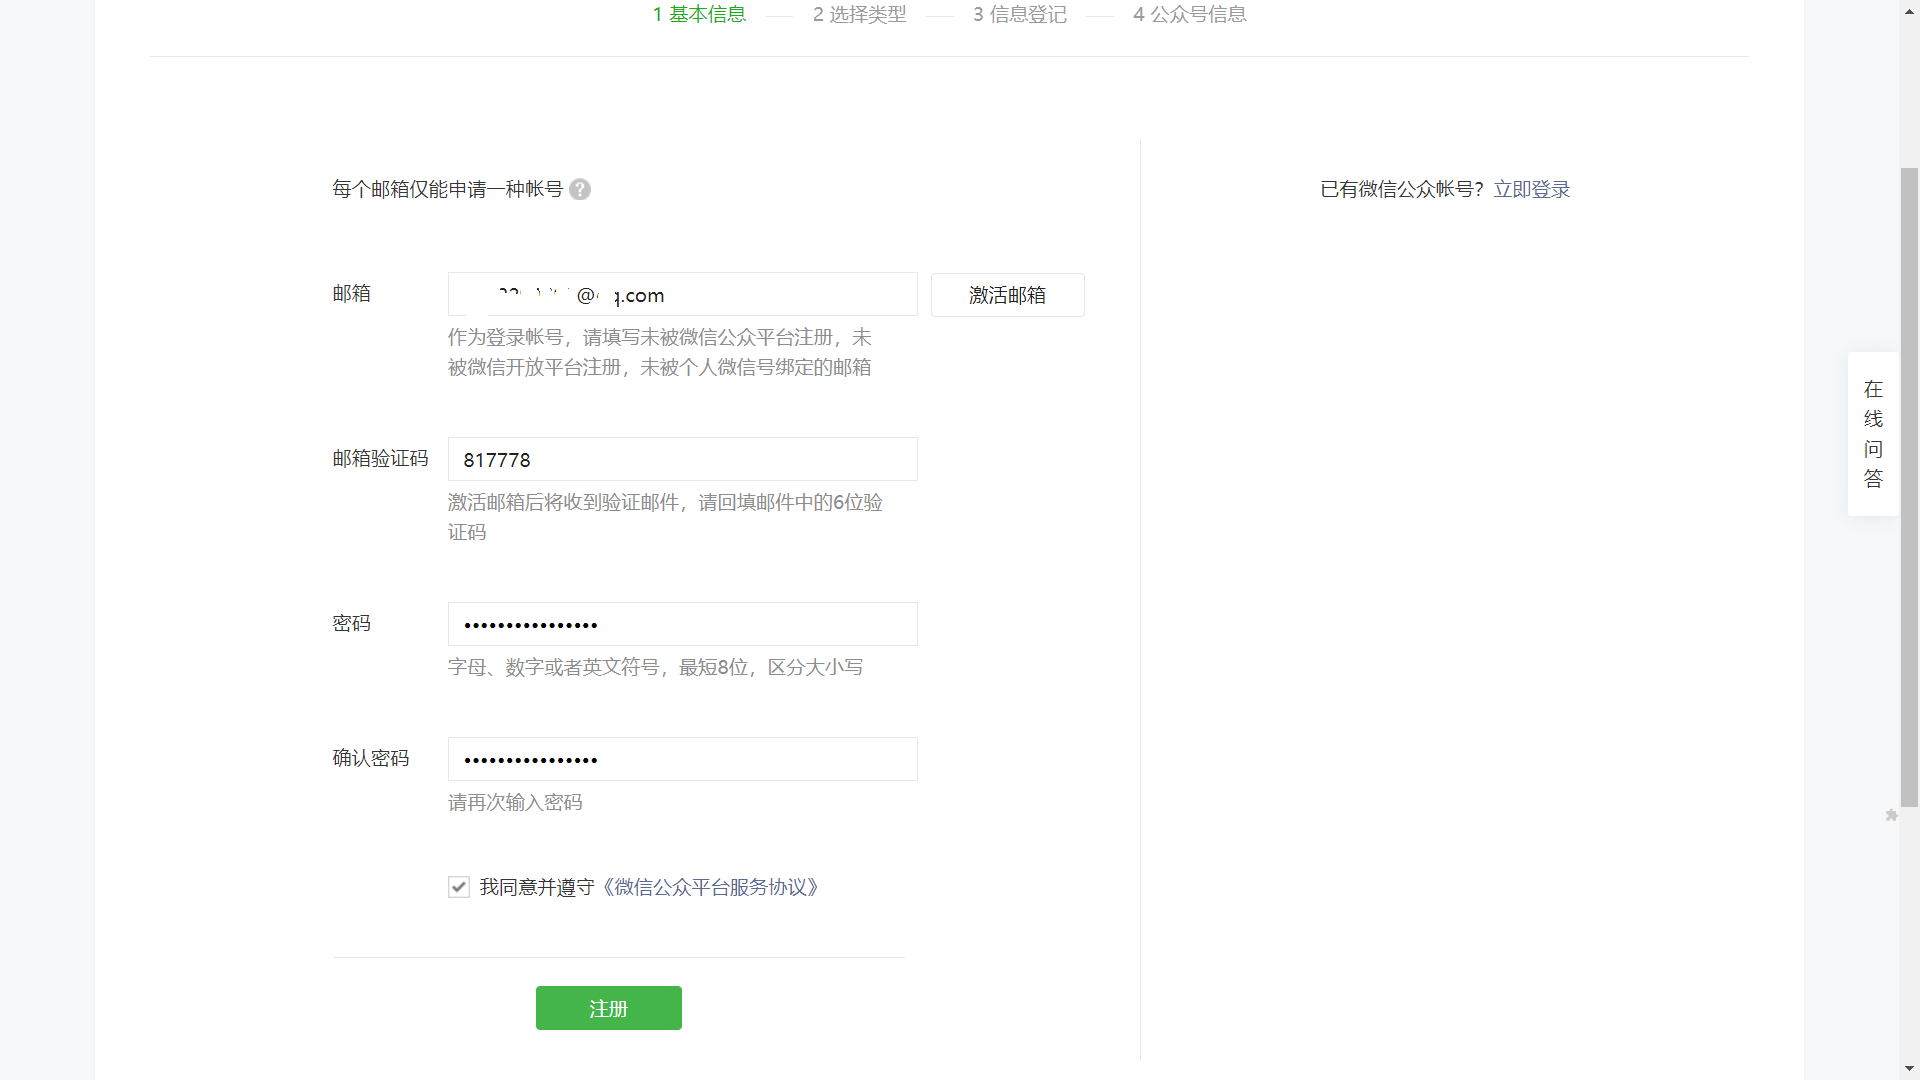 1 基本信息 2 选择类型 3 信息登记 4 公众号信息
每个邮箱仅能申请一种帐号 ?
已有微信公众帐号？立即登录
邮箱
q.com
激活邮箱
作为登录帐号，请填写未被微信公众平台注册，未
被微信开放平台注册，未被个人微信号绑定的邮箱
邮箱验证码
817778
激活邮箱后将收到验证邮件，请回填邮件中的6位验
证码
密码
••••••••••••••••
字母、数字或者英文符号，最短8位，区分大小写
确认密码
••••••••••••••••
请再次输入密码
我同意并遵守《微信公众平台服务协议》
注册
在
线
问
答